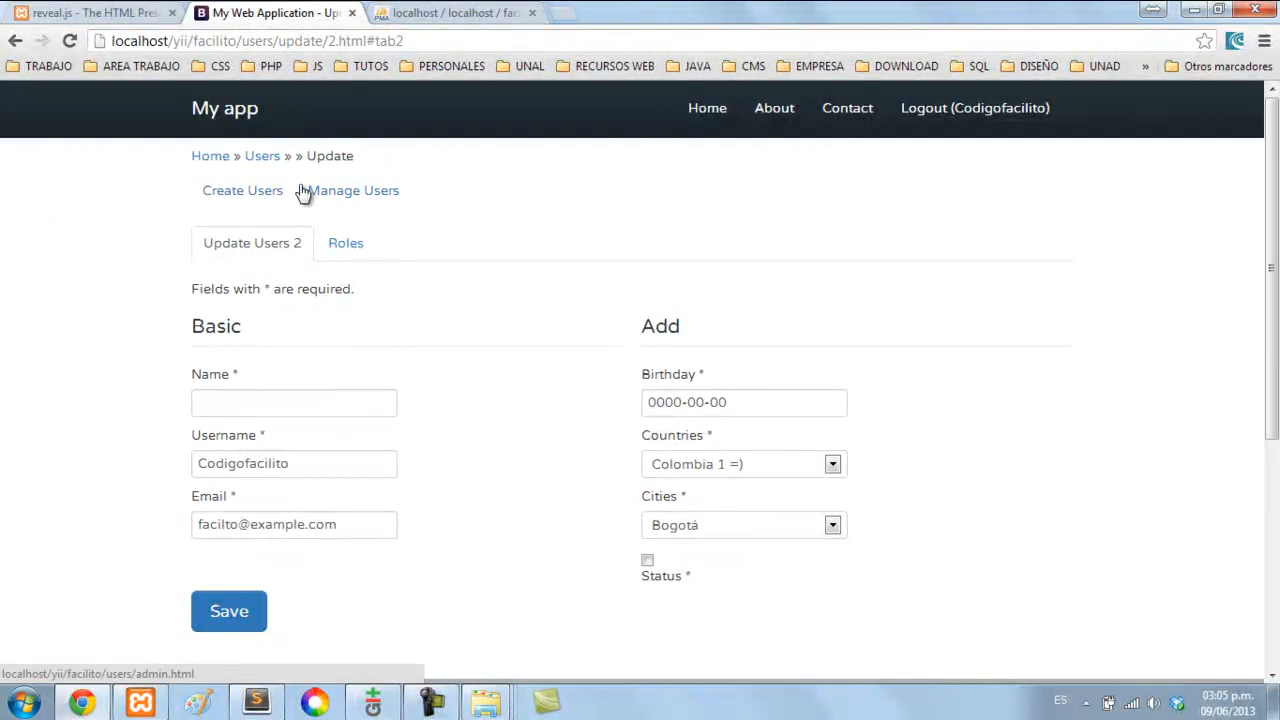 reveal.js - The HTML Pres
My Web Application - Up
localhost / localhost / fac
localhost/yii/facilito/users/update/2.html#tab2
TRABAJO AREA TRABAJO CSS PHP JS TUTOS PERSONALES UNAL RECURSOS WEB JAVA CMS EMPRESA DOWNLOAD SQL DISEÑO UNAD » Otros marcadores
My app
Home About Contact Logout (Codigofacilito)
Home » Users » » Update
Create Users Manage Users
Update Users 2 Roles
Fields with * are required.
Basic
Name *
Username *
Codigofacilito
Email *
facilto@example.com
Save
Add
Birthday *
0000-00-00
Countries *
Colombia 1 =)
Cities *
Bogotá
Status *
localhost/yii/facilito/users/admin.html
ES
03:05 p.m.
09/06/2013